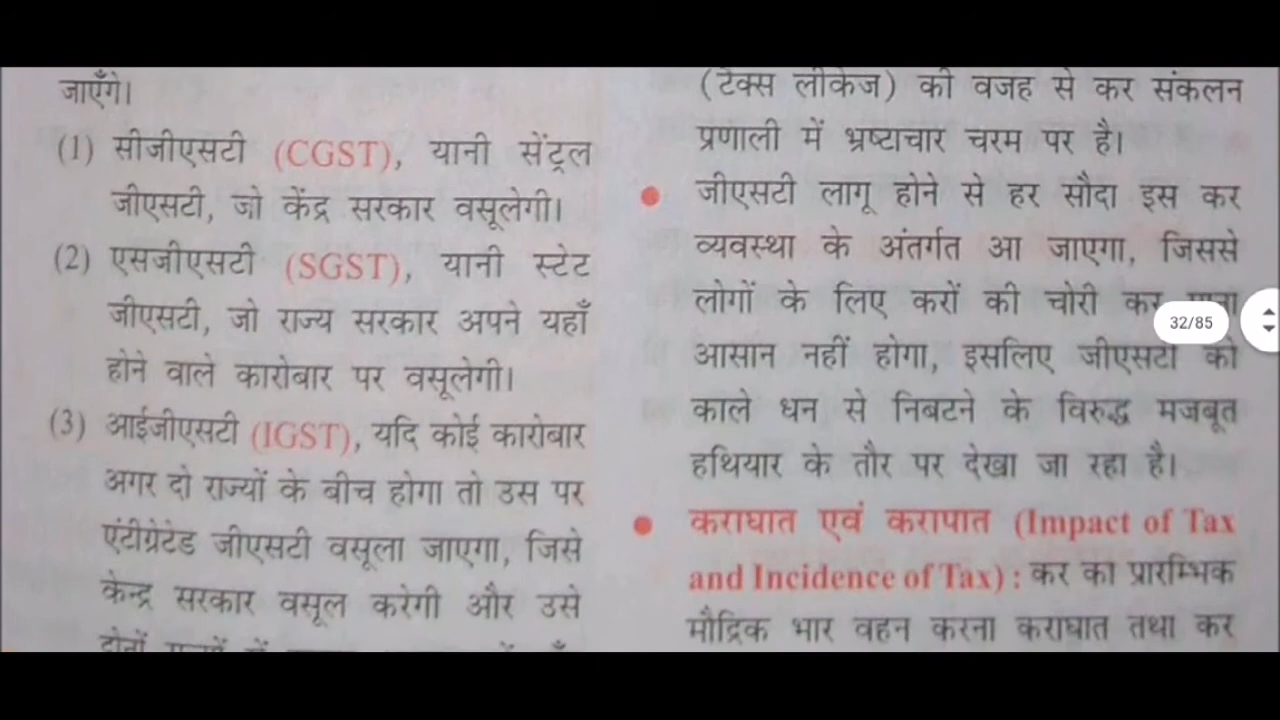 जाएँगे।
(1) सीजीएसटी (CGST), यानी सेंट्रल
जीएसटी, जो केंद्र सरकार वसूलेगी।
(2) एसजीएसटी (SGST), यानी स्टेट
जीएसटी, जो राज्य सरकार अपने यहाँ
होने वाले कारोबार पर वसूलेगी।
(3) आईजीएसटी (IGST), यदि कोई कारोबार
अगर दो राज्यों के बीच होगा तो उस पर
एंटीग्रेटेड जीएसटी वसूला जाएगा, जिसे
केन्द्र सरकार वसूल करेगी और उसे
(टैक्स लीकेज) की वजह से कर संकलन
प्रणाली में भ्रष्टाचार चरम पर है।
जीएसटी लागू होने से हर सौदा इस कर
व्यवस्था के अंतर्गत आ जाएगा, जिससे
लोगों के लिए करों की चोरी कर
आसान नहीं होगा, इसलिए जीएसटी को
काले धन से निबटने के विरुद्ध मजबूत
हथियार के तौर पर देखा जा रहा है।
कराघात एवं करापात (Impact of Tax
and Incidence of Tax) : कर का प्रारम्भिक
मौद्रिक भार वहन करना कराघात तथा कर
32/85